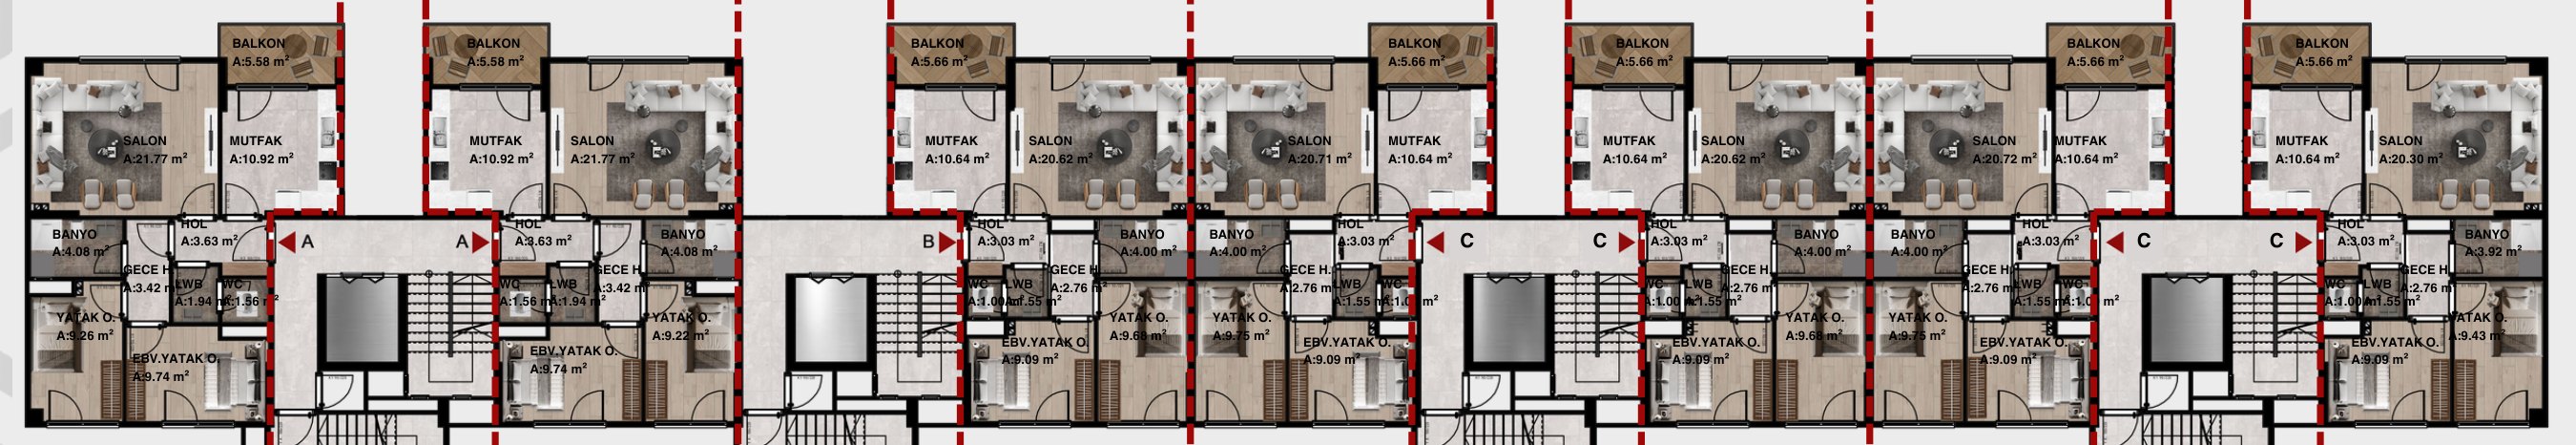 BALKON
A:5.58 m²
SALON
A:21.77 m²
MUTFAK
A:10.92 m²
BANYO
A:4.08 m²
HOL
A:3.63 m²
GECE H.
A:3.42 m²
LWB
A:1.94 m²
WC
A:1.56 m²
YATAK O.
A:9.26 m²
EBV.YATAK O.
A:9.74 m²
A
A
BALKON
A:5.58 m²
MUTFAK
A:10.92 m²
SALON
A:21.77 m²
HOL
A:3.63 m²
BANYO
A:4.08 m²
GECE H.
A:3.42 m²
WC
A:1.56 m²
LWB
A:1.94 m²
YATAK O.
A:9.22 m²
EBV.YATAK O.
A:9.74 m²
B
BALKON
A:5.66 m²
MUTFAK
A:10.64 m²
SALON
A:20.62 m²
HOL
A:3.03 m²
BANYO
A:4.00 m²
GECE H.
A:2.76 m²
WC
A:1.00 m²
LWB
A:1.55 m²
YATAK O.
A:9.68 m²
EBV.YATAK O.
A:9.09 m²
BALKON
A:5.66 m²
SALON
A:20.71 m²
MUTFAK
A:10.64 m²
BANYO
A:4.00 m²
HOL
A:3.03 m²
GECE H.
A:2.76 m²
LWB
A:1.55 m²
WC
YATAK O.
A:9.75 m²
EBV.YATAK O.
A:9.09 m²
C
C
BALKON
A:5.66 m²
MUTFAK
A:10.64 m²
SALON
A:20.62 m²
HOL
A:3.03 m²
BANYO
A:4.00 m²
GECE H.
A:2.76 m²
WC
A:1.00 m²
LWB
A:1.55 m²
YATAK O.
A:9.68 m²
EBV.YATAK O.
A:9.09 m²
BALKON
A:5.66 m²
SALON
A:20.72 m²
MUTFAK
A:10.64 m²
BANYO
A:4.00 m²
HOL
A:3.03 m²
GECE H.
A:2.76 m²
LWB
A:1.55 m²
WC
YATAK O.
A:9.75 m²
EBV.YATAK O.
A:9.09 m²
C
C
BALKON
A:5.66 m²
MUTFAK
A:10.64 m²
SALON
A:20.30 m²
HOL
A:3.03 m²
BANYO
A:3.92 m²
GECE H.
A:2.76 m²
WC
A:1.00 m²
LWB
A:1.55 m²
YATAK O.
A:9.43 m²
EBV.YATAK O.
A:9.09 m²